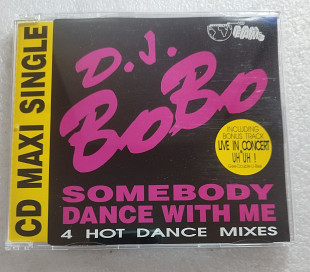 CD MAXI SINGLE
EAMS
D.J.
BoBo
INCLUDING
BONUS TRACK
LIVE IN CONCERT
UH UH !
SOMEBODY
DANCE WITH ME
4 HOT DANCE MIXES